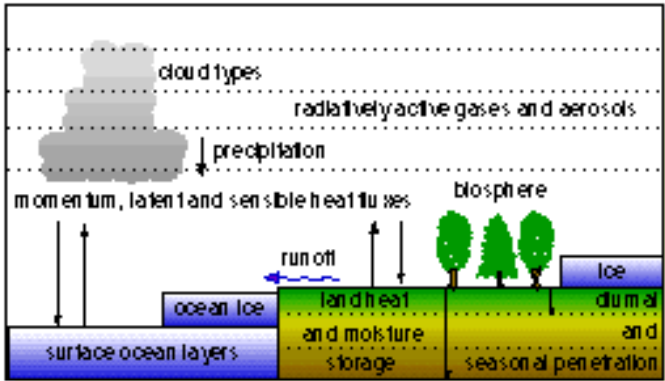 cloud types
radiatively active gases and aerosols
precipitation
momentum, latent and sensible heat fluxes
biosphere
runoff
ice
ocean ice
land heat
and moisture
storage
diurnal
and
seasonal penetration
surface ocean layers